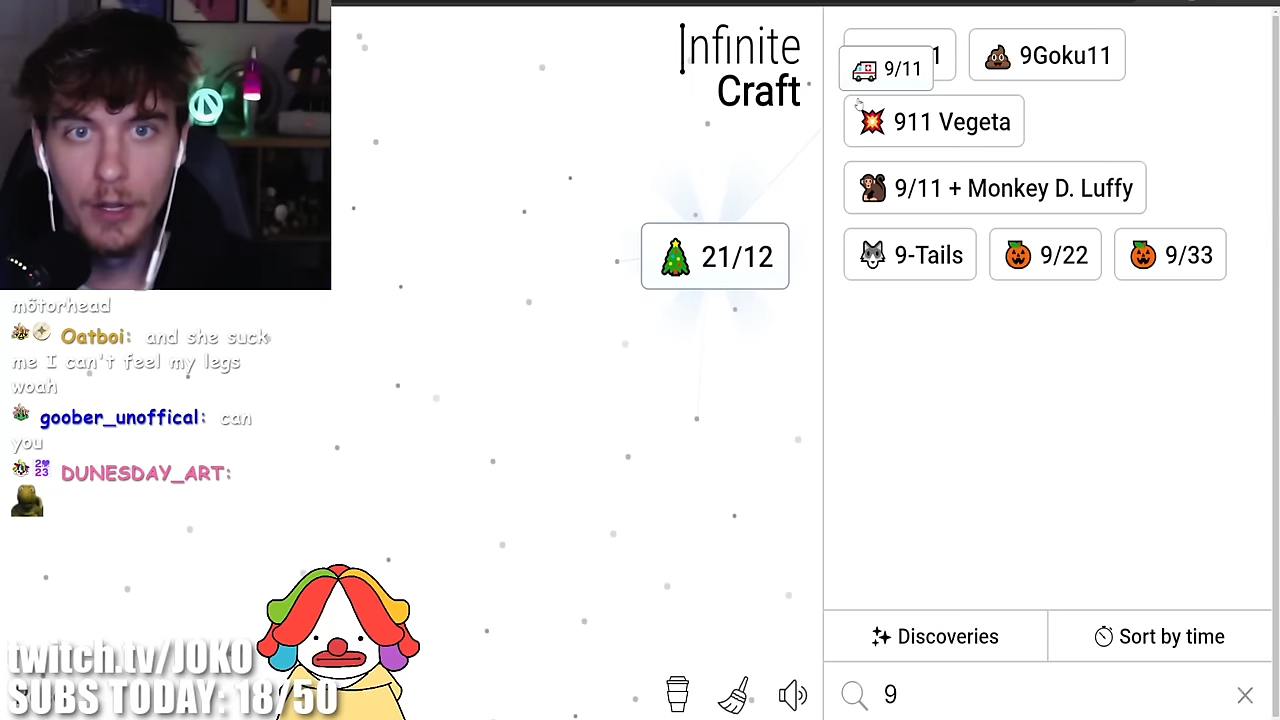 Infinite
Craft
9/11
1
9Goku11
911 Vegeta
9/11 + Monkey D. Luffy
9-Tails
9/22
9/33
21/12
mötorhead
Oatboi: and she suck
me I can't feel my legs
woah
goober_unoffical: can
you
DUNESDAY_ART:
twitch.tv/JOKO
SUBS TODAY: 18/50
Discoveries
Sort by time
9